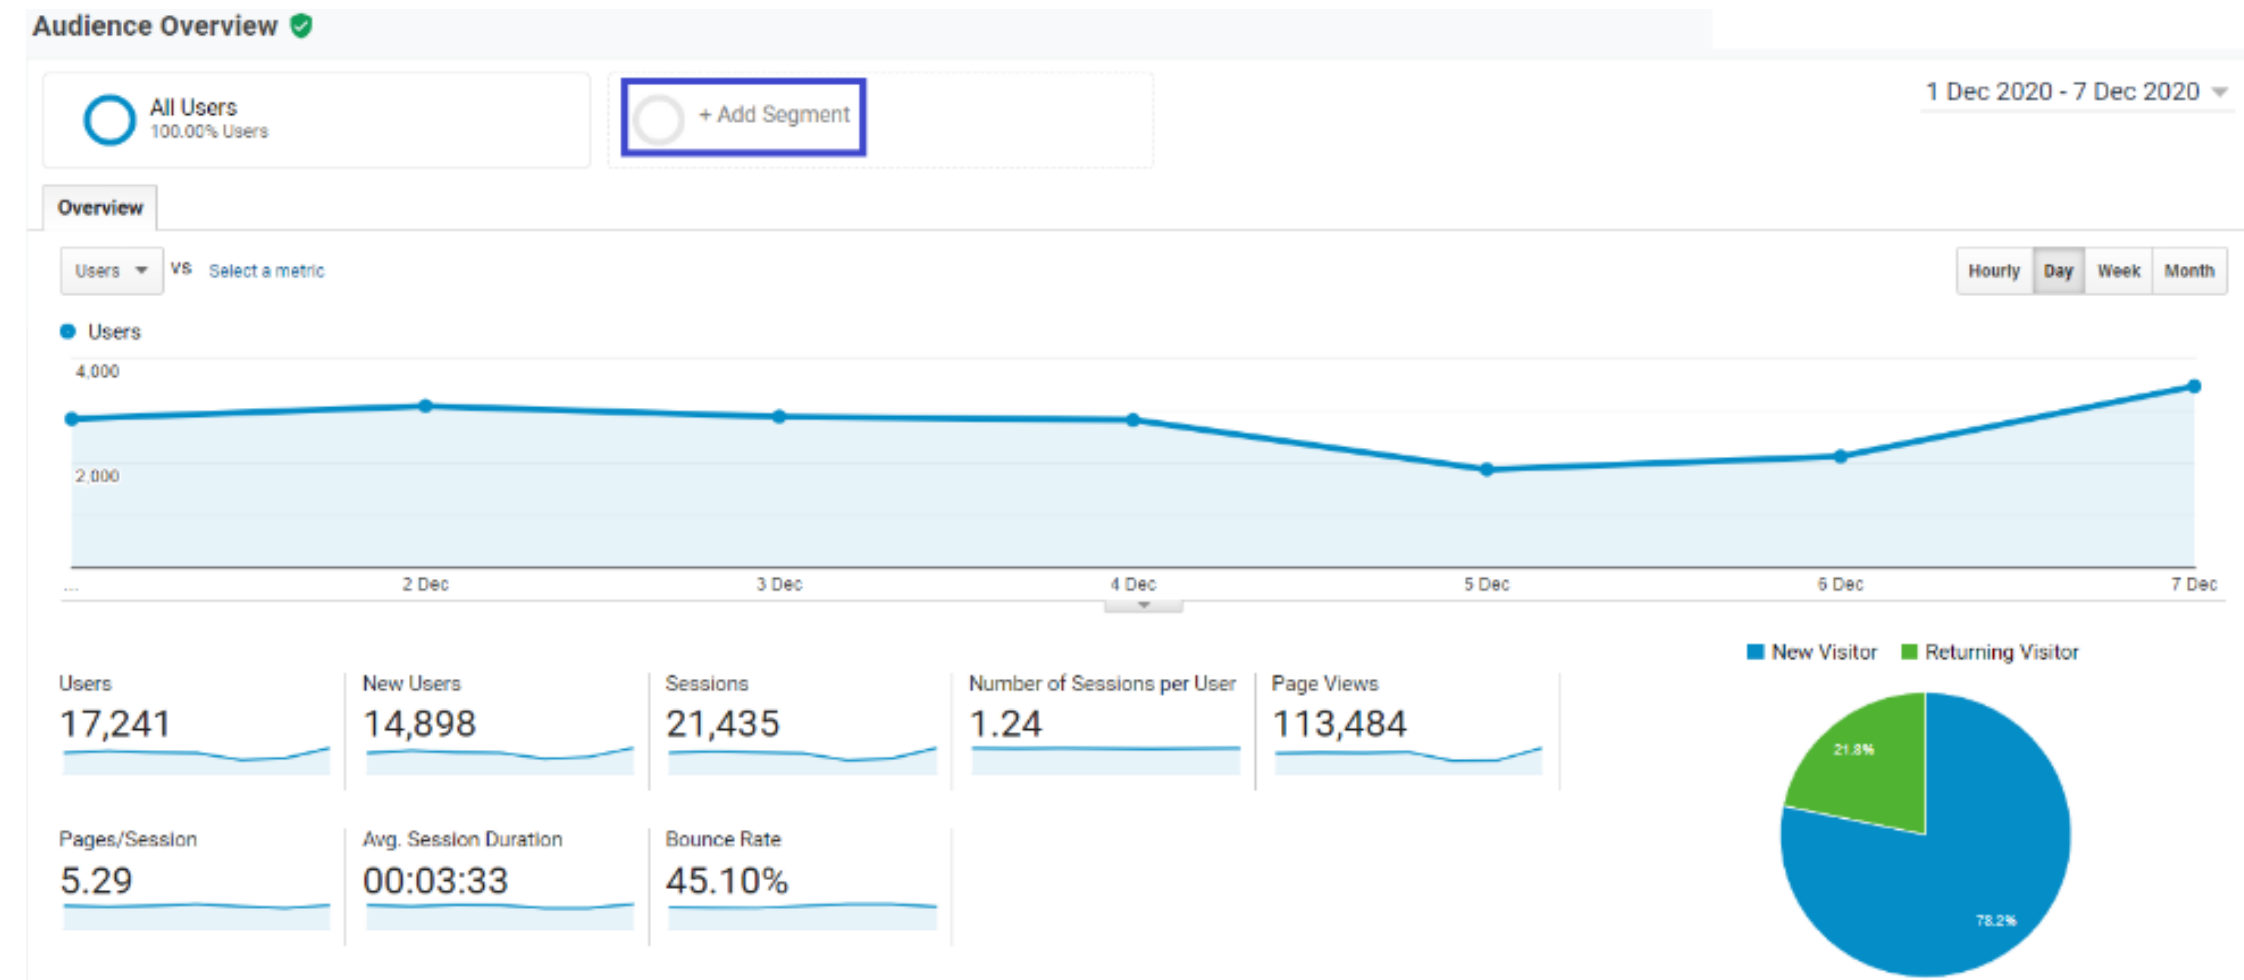 Audience Overview
All Users
100.00% Users
+ Add Segment
1 Dec 2020 - 7 Dec 2020
Overview
Users VS Select a metric
Hourly Day Week Month
Users
4,000
2,000
... 2 Dec 3 Dec 4 Dec 5 Dec 6 Dec 7 Dec
New Visitor Returning Visitor
Users New Users Sessions Number of Sessions per User Page Views
17,241 14,898 21,435 1.24 113,484
21.8%
Pages/Session Avg. Session Duration Bounce Rate
5.29 00:03:33 45.10%
78.2%